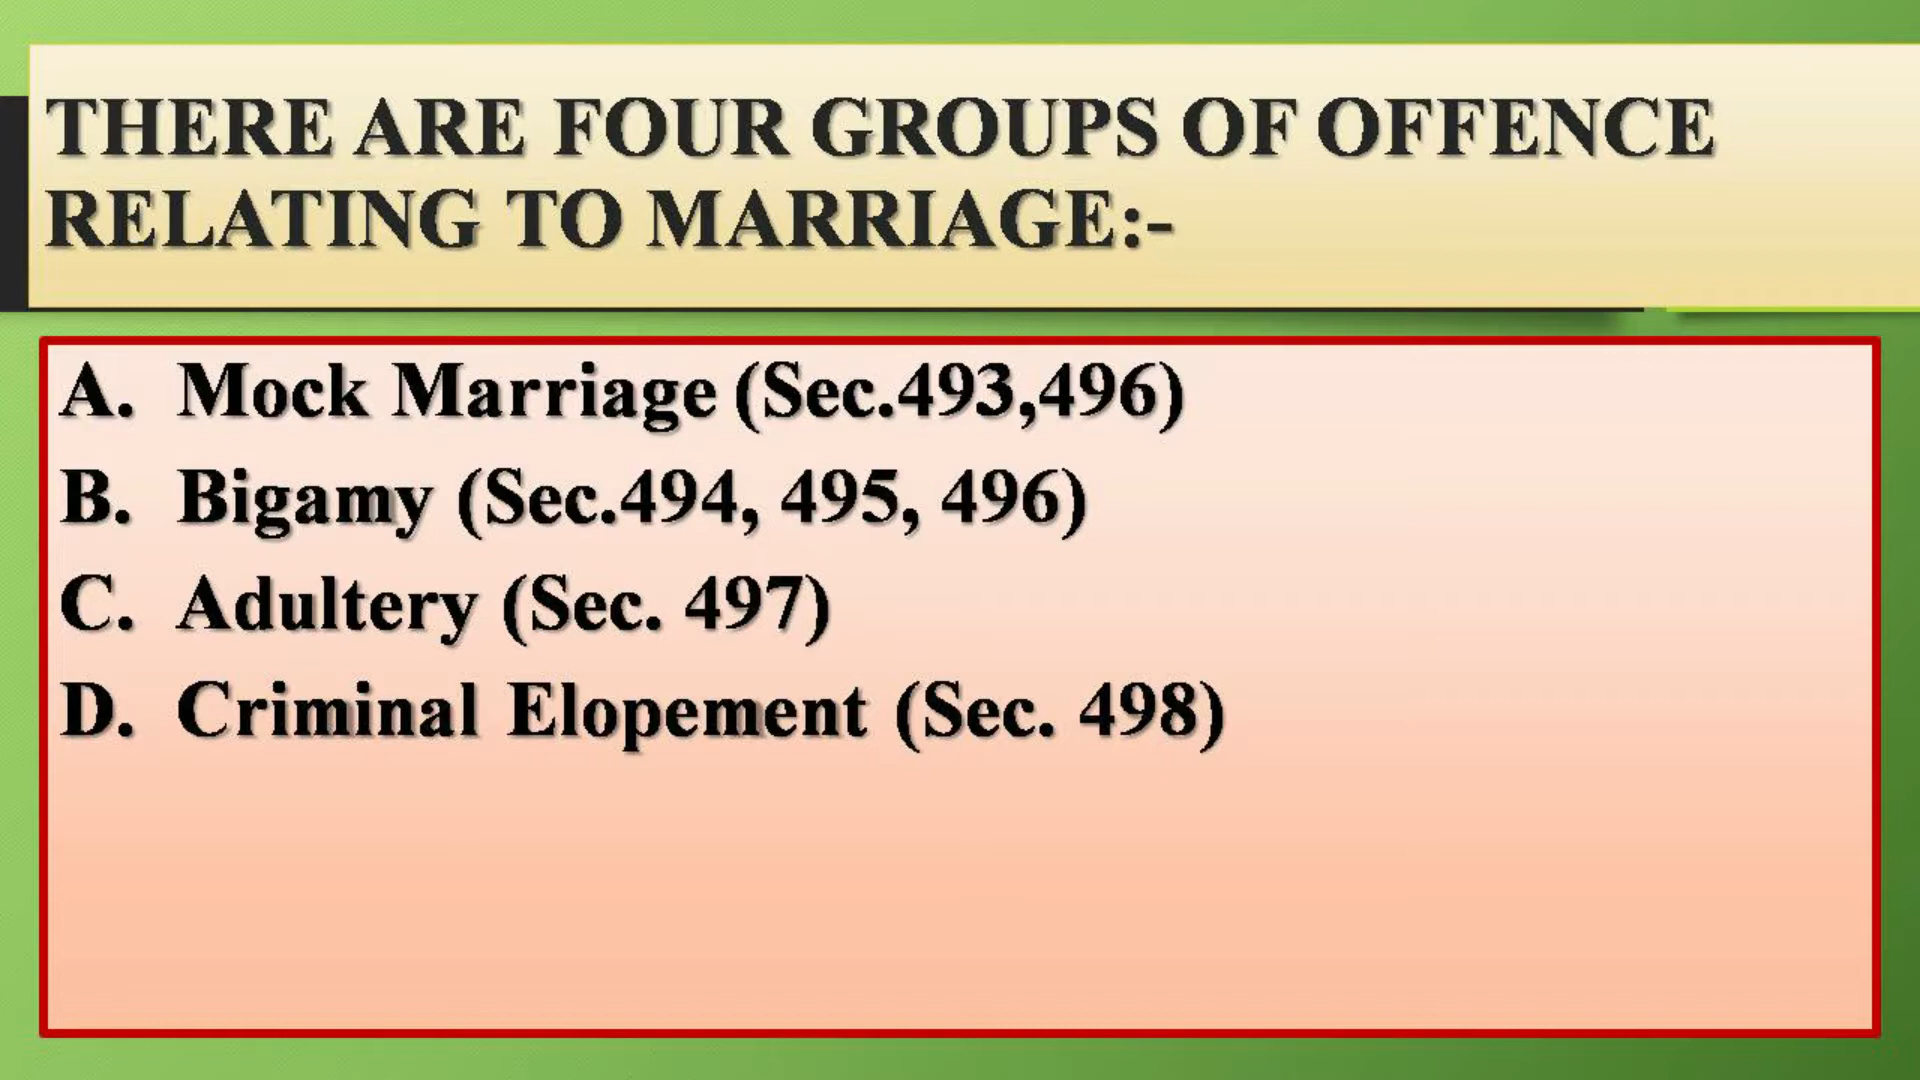 THERE ARE FOUR GROUPS OF OFFENCE
RELATING TO MARRIAGE:-
A. Mock Marriage (Sec.493,496)
B. Bigamy (Sec.494, 495, 496)
C. Adultery (Sec. 497)
D. Criminal Elopement (Sec. 498)